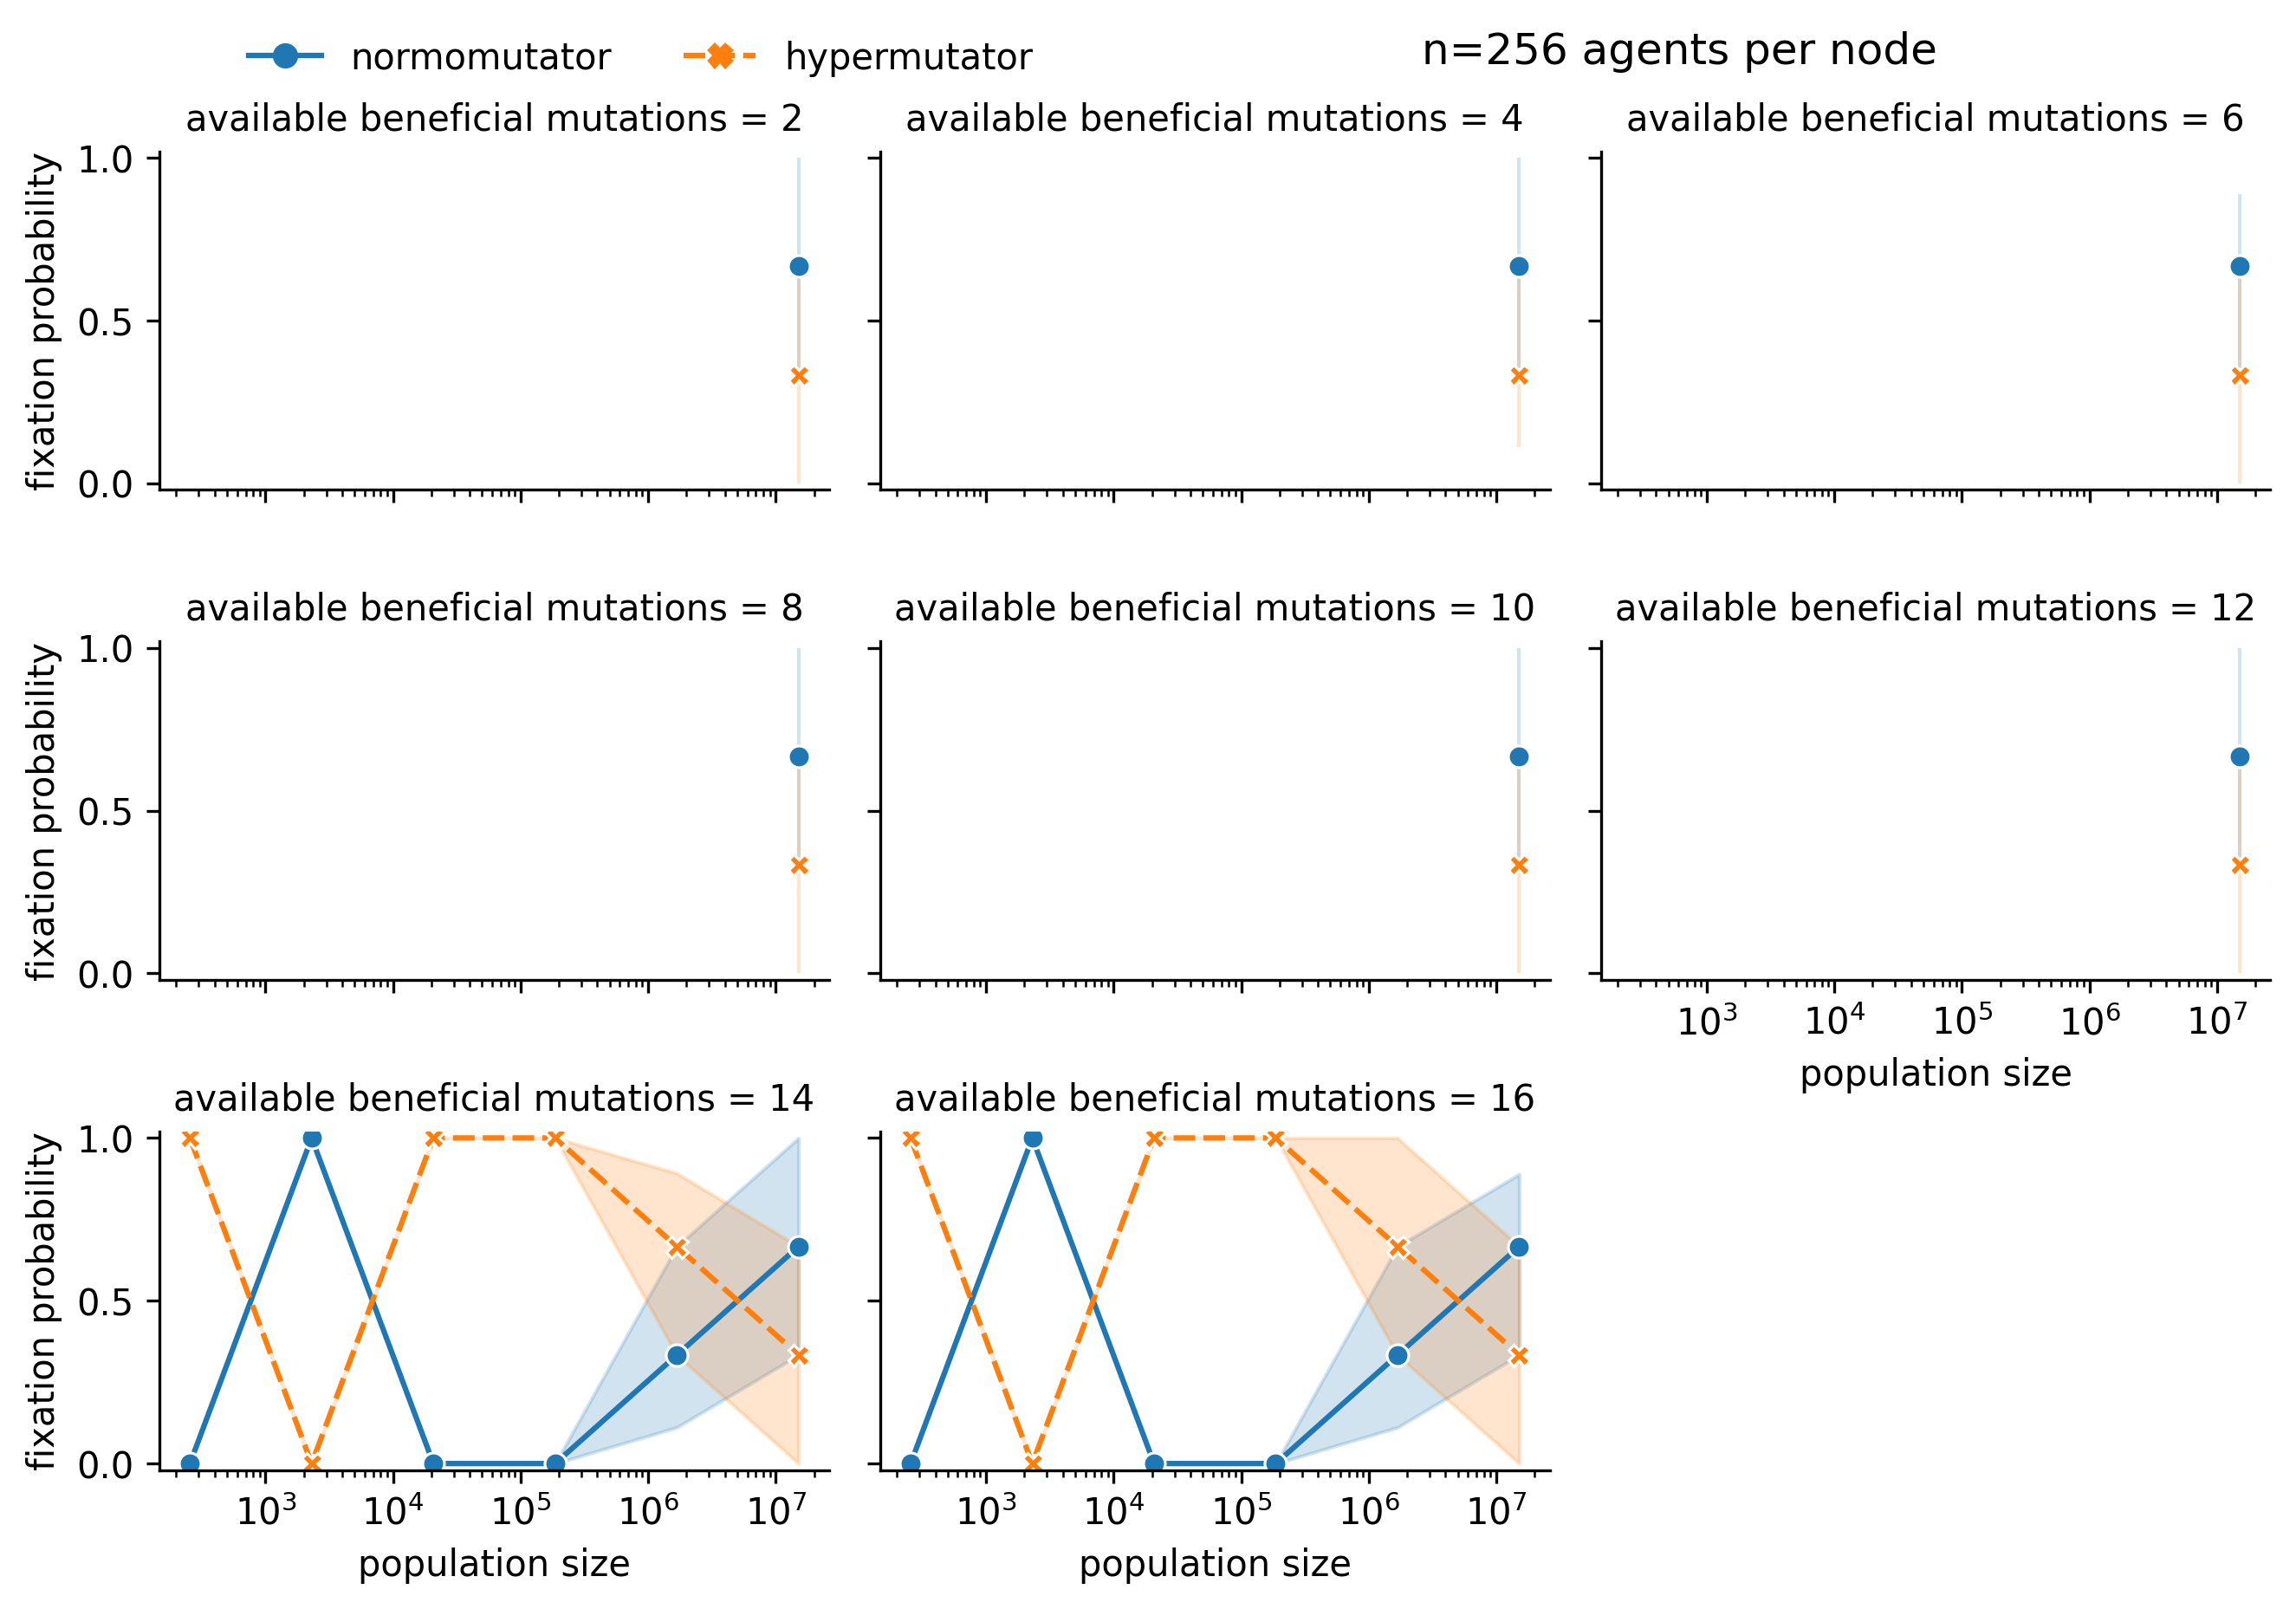 normomutator hypermutator n=256 agents per node
available beneficial mutations = 2 available beneficial mutations = 4 available beneficial mutations = 6
fixation probability
1.0
0.5
0.0
available beneficial mutations = 8 available beneficial mutations = 10 available beneficial mutations = 12
fixation probability
1.0
0.5
0.0
10³ 10⁴ 10⁵ 10⁶ 10⁷
population size
available beneficial mutations = 14 available beneficial mutations = 16
fixation probability
1.0
0.5
0.0
10³ 10⁴ 10⁵ 10⁶ 10⁷ 10³ 10⁴ 10⁵ 10⁶ 10⁷
population size population size